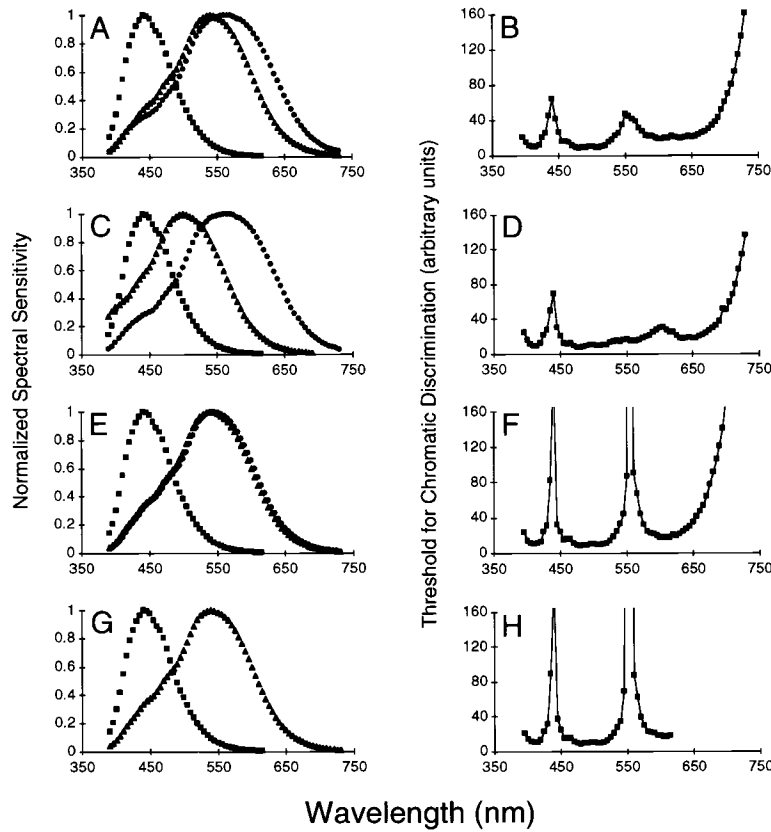 A
1
0.8
0.6
0.4
0.2
0
350 450 550 650 750
B
160
120
80
40
0
350 450 550 650 750
C
1
0.8
0.6
0.4
0.2
0
350 450 550 650 750
D
160
120
80
40
0
350 450 550 650 750
E
1
0.8
0.6
0.4
0.2
0
350 450 550 650 750
F
160
120
80
40
0
350 450 550 650 750
G
1
0.8
0.6
0.4
0.2
0
350 450 550 650 750
H
160
120
80
40
0
350 450 550 650 750
Normalized Spectral Sensitivity
Threshold for Chromatic Discrimination (arbitrary units)
Wavelength (nm)